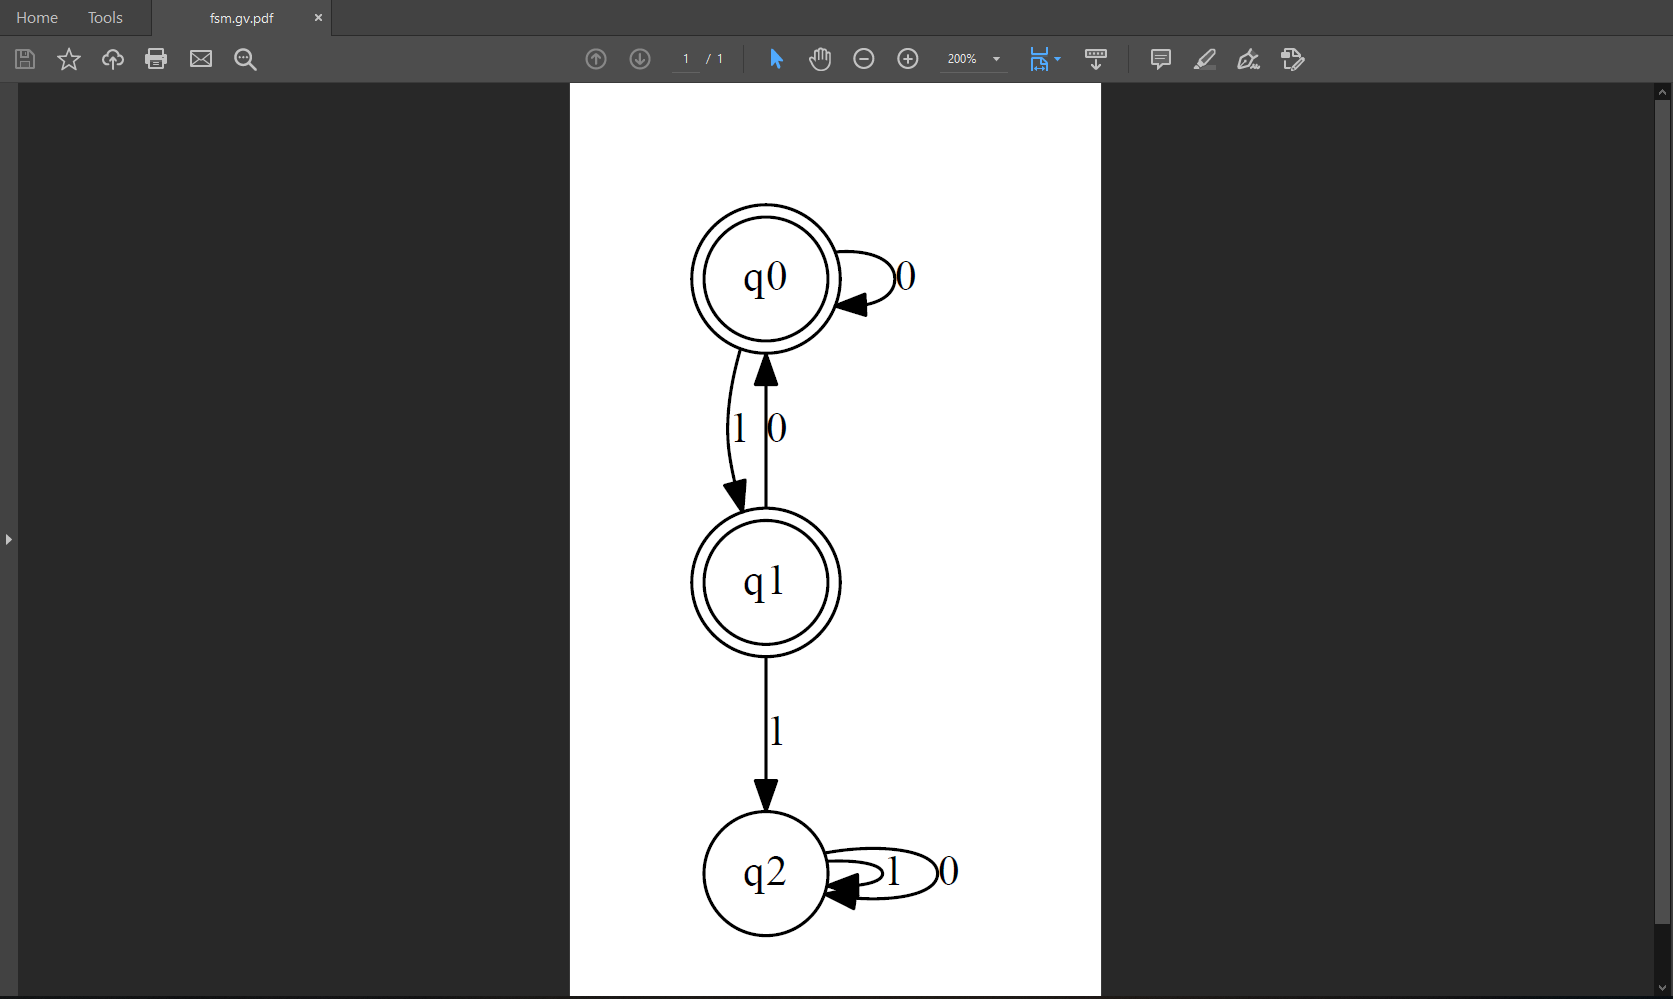 Home Tools fsm.gv.pdf ×
1 / 1 200%
q0 0
1 0
q1
1
q2 1 0